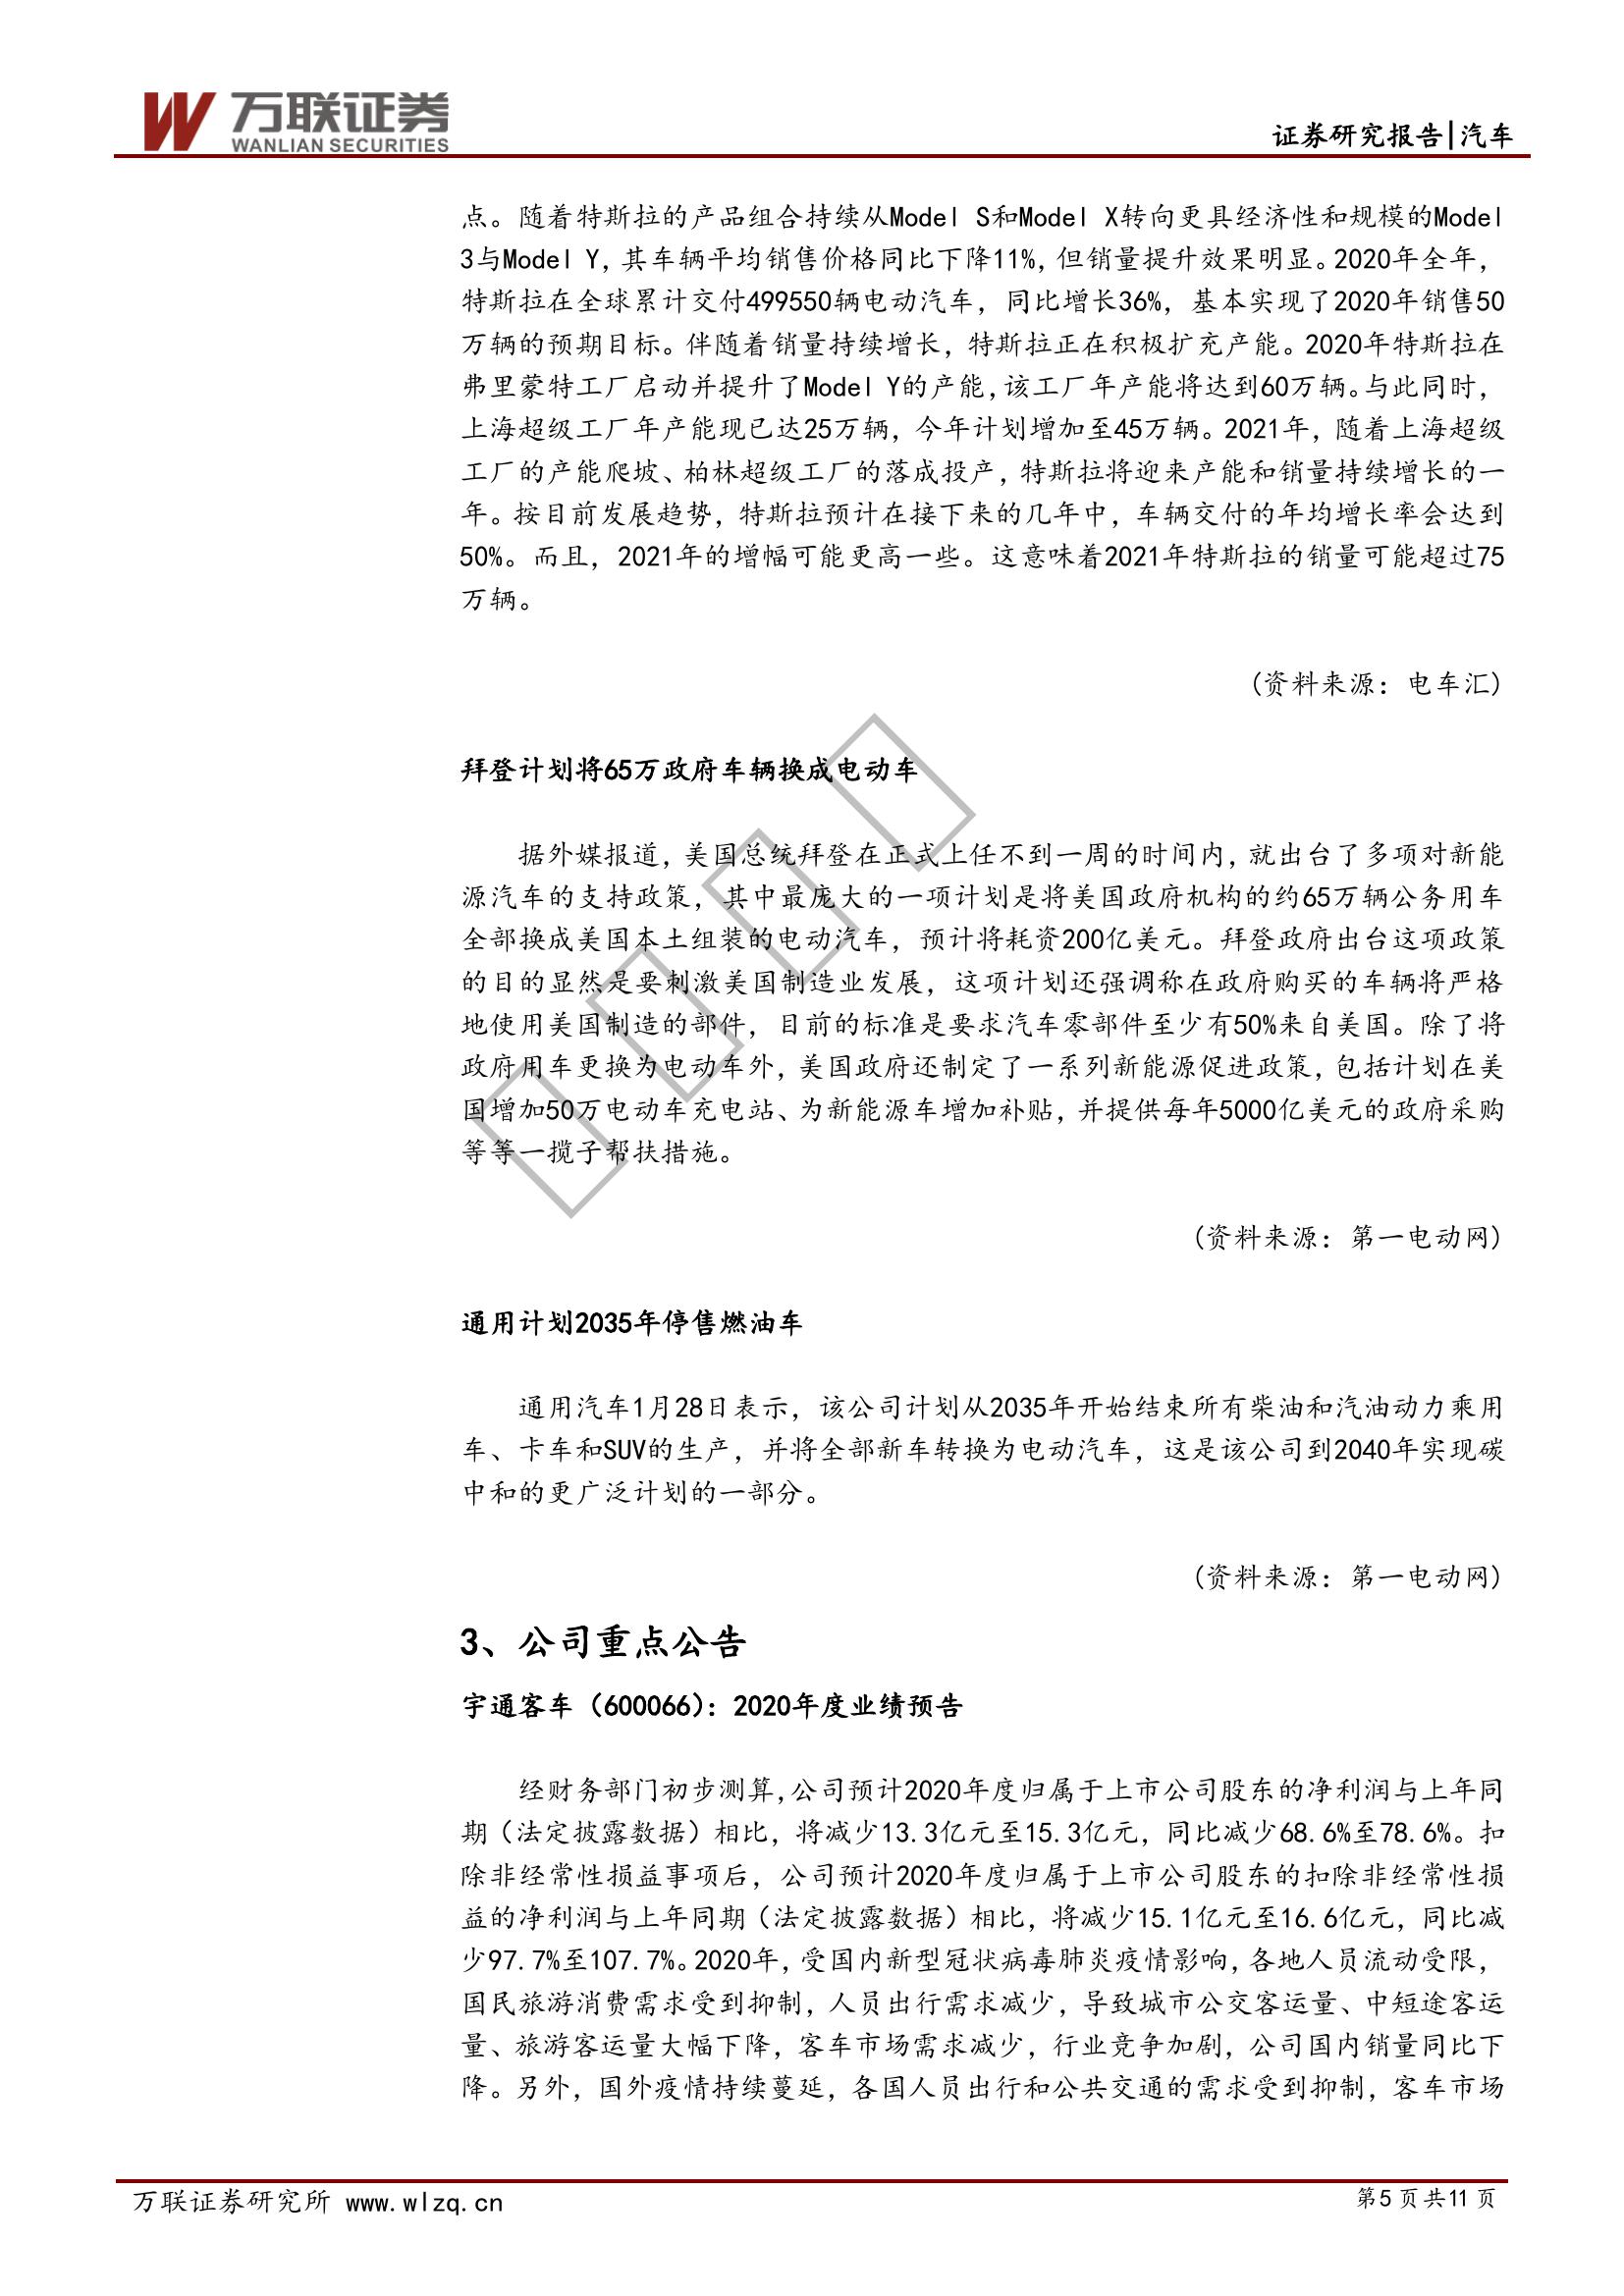 万联证券
WANLIAN SECURITIES
证券研究报告|汽车
点。随着特斯拉的产品组合持续从Model S和Model X转向更具经济性和规模的Model
3与Model Y,其车辆平均销售价格同比下降11%,但销量提升效果明显。2020年全年，
特斯拉在全球累计交付499550辆电动汽车，同比增长36%，基本实现了2020年销售50
万辆的预期目标。伴随着销量持续增长，特斯拉正在积极扩充产能。2020年特斯拉在
弗里蒙特工厂启动并提升了Model Y的产能,该工厂年产能将达到60万辆。与此同时，
上海超级工厂年产能现已达25万辆，今年计划增加至45万辆。2021年，随着上海超级
工厂的产能爬坡、柏林超级工厂的落成投产，特斯拉将迎来产能和销量持续增长的一
年。按目前发展趋势，特斯拉预计在接下来的几年中，车辆交付的年均增长率会达到
50%。而且，2021年的增幅可能更高一些。这意味着2021年特斯拉的销量可能超过75
万辆。
(资料来源：电车汇)
拜登计划将65万政府车辆换成电动车
据外媒报道，美国总统拜登在正式上任不到一周的时间内，就出台了多项对新能
源汽车的支持政策，其中最庞大的一项计划是将美国政府机构的约65万辆公务用车
全部换成美国本土组装的电动汽车，预计将耗资200亿美元。拜登政府出台这项政策
的目的显然是要刺激美国制造业发展，这项计划还强调称在政府购买的车辆将严格
地使用美国制造的部件，目前的标准是要求汽车零部件至少有50%来自美国。除了将
政府用车更换为电动车外，美国政府还制定了一系列新能源促进政策，包括计划在美
国增加50万电动车充电站、为新能源车增加补贴，并提供每年5000亿美元的政府采购
等等一揽子帮扶措施。
(资料来源：第一电动网)
通用计划2035年停售燃油车
通用汽车1月28日表示，该公司计划从2035年开始结束所有柴油和汽油动力乘用
车、卡车和SUV的生产，并将全部新车转换为电动汽车，这是该公司到2040年实现碳
中和的更广泛计划的一部分。
(资料来源：第一电动网)
3、公司重点公告
宇通客车（600066）：2020年度业绩预告
经财务部门初步测算,公司预计2020年度归属于上市公司股东的净利润与上年同
期（法定披露数据）相比，将减少13.3亿元至15.3亿元，同比减少68.6%至78.6%。扣
除非经常性损益事项后，公司预计2020年度归属于上市公司股东的扣除非经常性损
益的净利润与上年同期（法定披露数据）相比，将减少15.1亿元至16.6亿元，同比减
少97.7%至107.7%。2020年，受国内新型冠状病毒肺炎疫情影响，各地人员流动受限，
国民旅游消费需求受到抑制，人员出行需求减少，导致城市公交客运量、中短途客运
量、旅游客运量大幅下降，客车市场需求减少，行业竞争加剧，公司国内销量同比下
降。另外，国外疫情持续蔓延，各国人员出行和公共交通的需求受到抑制，客车市场
万联证券研究所 www.wlzq.cn
第5页共11页